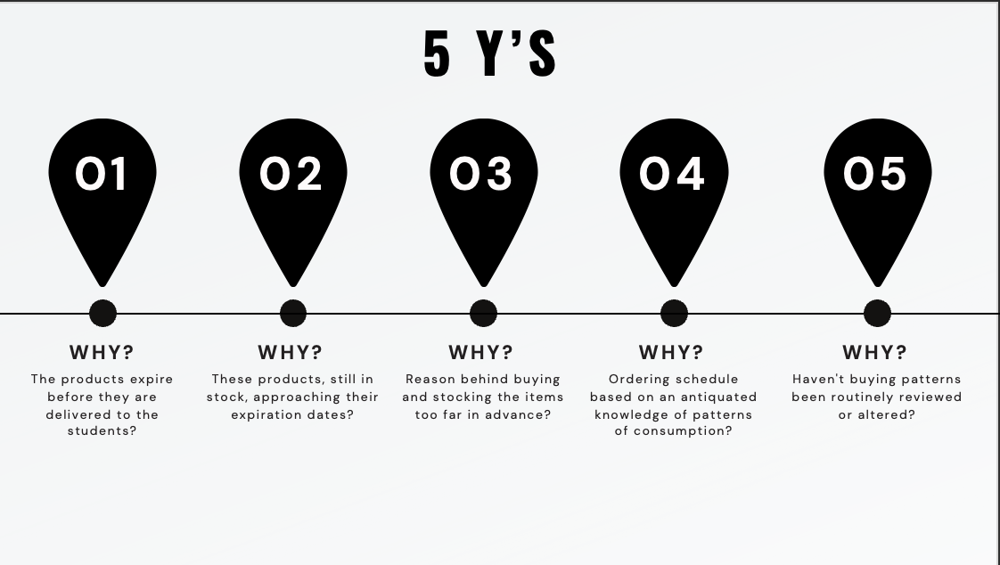 5 Y’S
01
02
03
04
05
WHY?
The products expire
before they are
delivered to the
students?
WHY?
These products, still in
stock, approaching their
expiration dates?
WHY?
Reason behind buying
and stocking the items
too far in advance?
WHY?
Ordering schedule
based on an antiquated
knowledge of patterns
of consumption?
WHY?
Haven't buying patterns
been routinely reviewed
or altered?